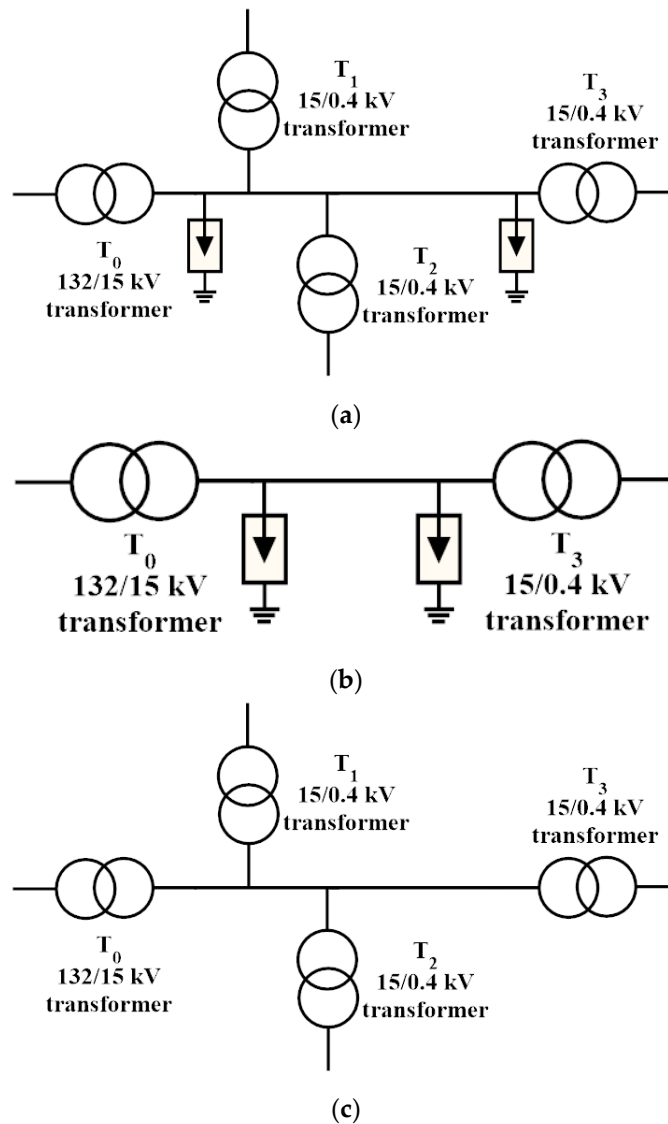 T1
15/0.4 kV
transformer
T3
15/0.4 kV
transformer
T0
132/15 kV
transformer
T2
15/0.4 kV
transformer
(a)
T0
132/15 kV
transformer
T3
15/0.4 kV
transformer
(b)
T1
15/0.4 kV
transformer
T3
15/0.4 kV
transformer
T0
132/15 kV
transformer
T2
15/0.4 kV
transformer
(c)